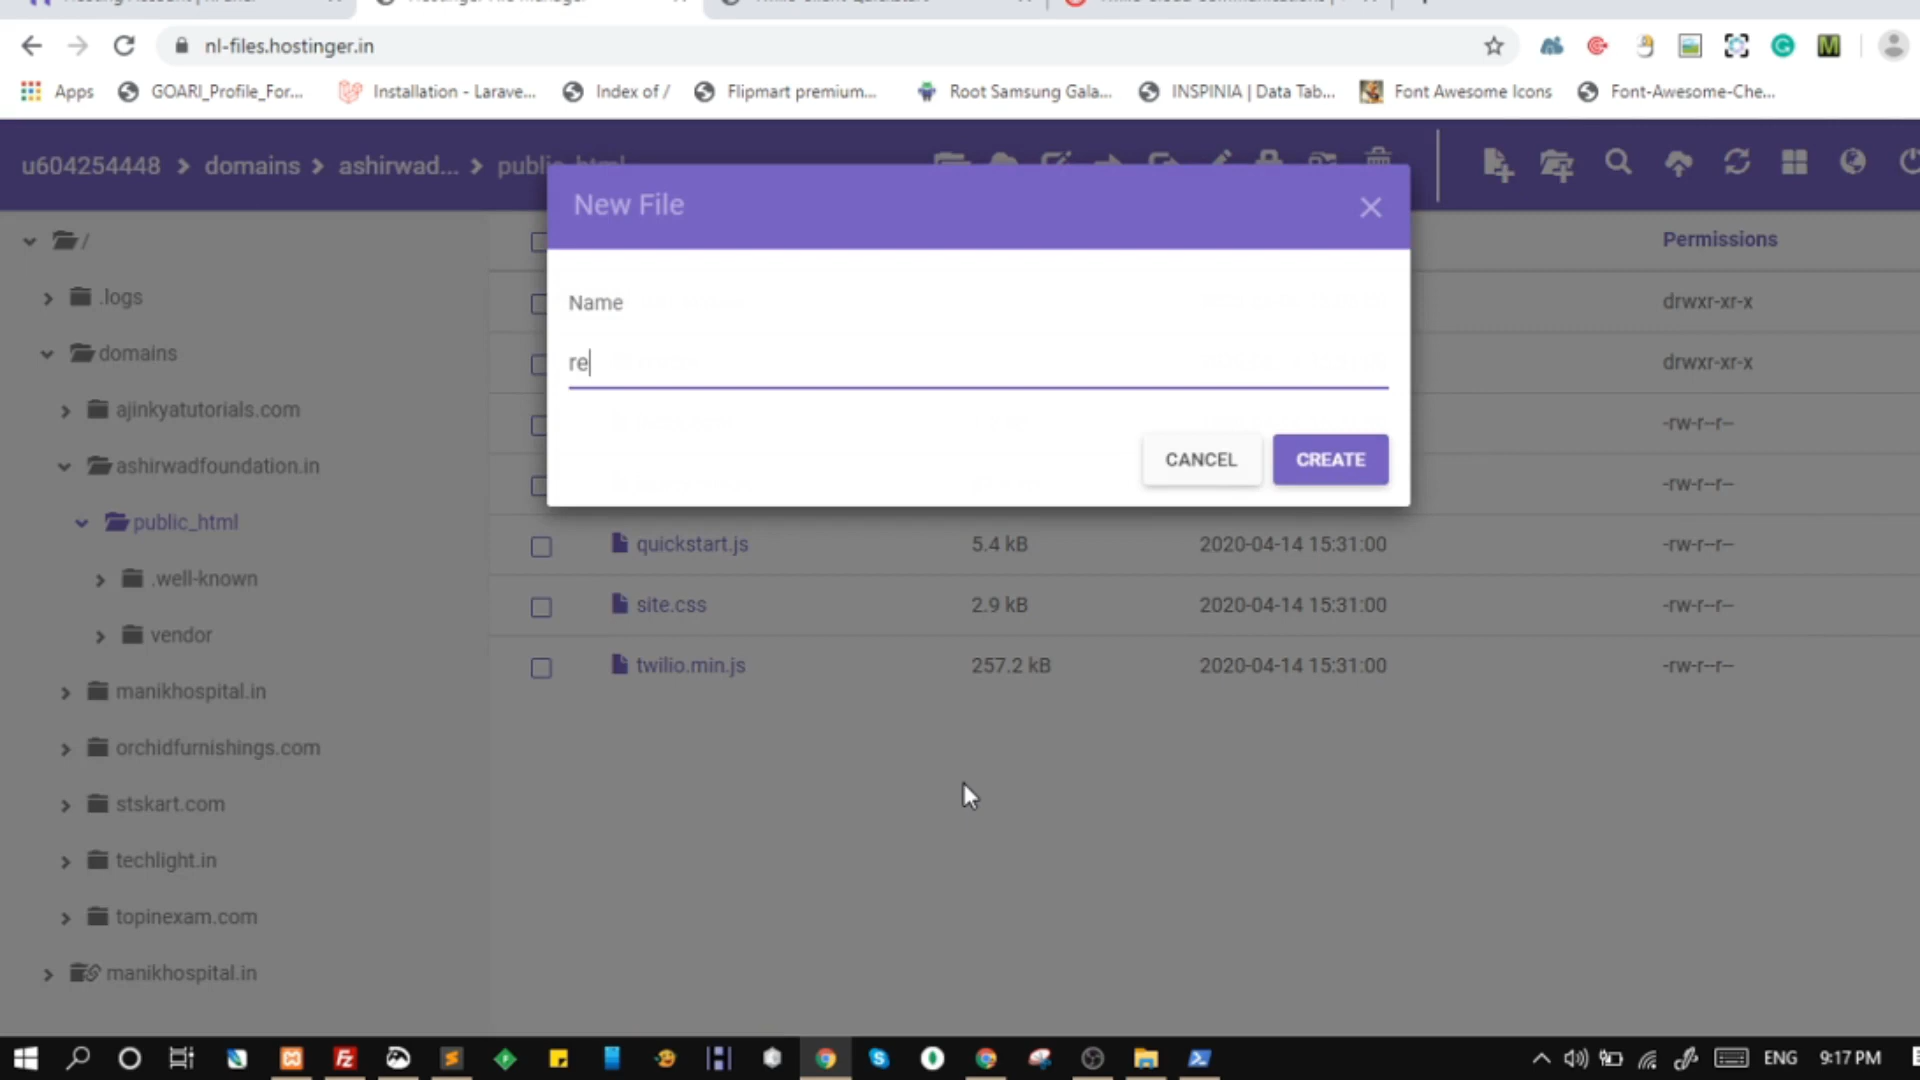 nl-files.hostinger.in
Apps GOARI_Profile_For... Installation - Larave... Index of / Flipmart premium... Root Samsung Gala... INSPINIA | Data Tab... Font Awesome Icons Font-Awesome-Che...
u604254448 > domains > ashirwad... > public_html
New File
Name
re
CANCEL CREATE
Permissions
drwxr-xr-x
drwxr-xr-x
-rw-r--r--
-rw-r--r--
quickstart.js 5.4 kB 2020-04-14 15:31:00 -rw-r--r--
site.css 2.9 kB 2020-04-14 15:31:00 -rw-r--r--
twilio.min.js 257.2 kB 2020-04-14 15:31:00 -rw-r--r--
/
.logs
domains
ajinkyatutorials.com
ashirwadfoundation.in
public_html
.well-known
vendor
manikhospital.in
orchidfurnishings.com
stskart.com
techlight.in
topinexam.com
manikhospital.in
ENG 9:17 PM